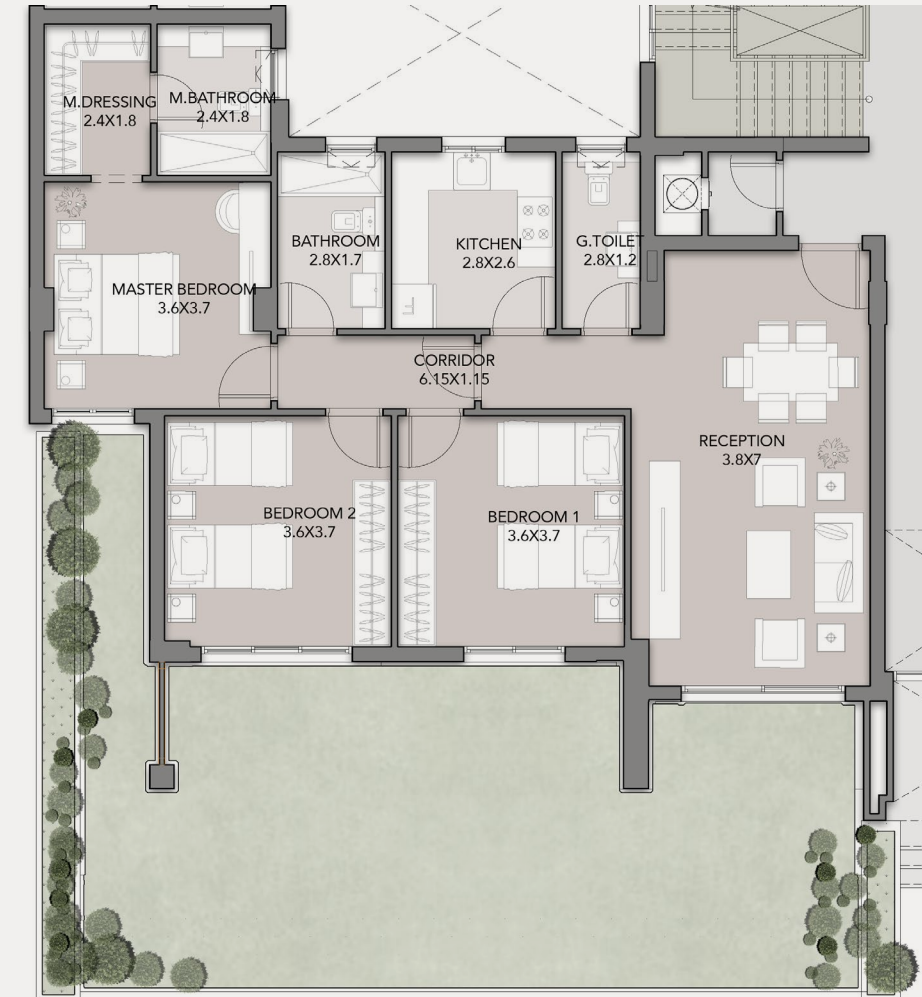 M.DRESSING
2.4X1.8
M.BATHROOM
2.4X1.8
BATHROOM
2.8X1.7
KITCHEN
2.8X2.6
G.TOILET
2.8X1.2
MASTER BEDROOM
3.6X3.7
CORRIDOR
6.15X1.15
RECEPTION
3.8X7
BEDROOM 2
3.6X3.7
BEDROOM 1
3.6X3.7